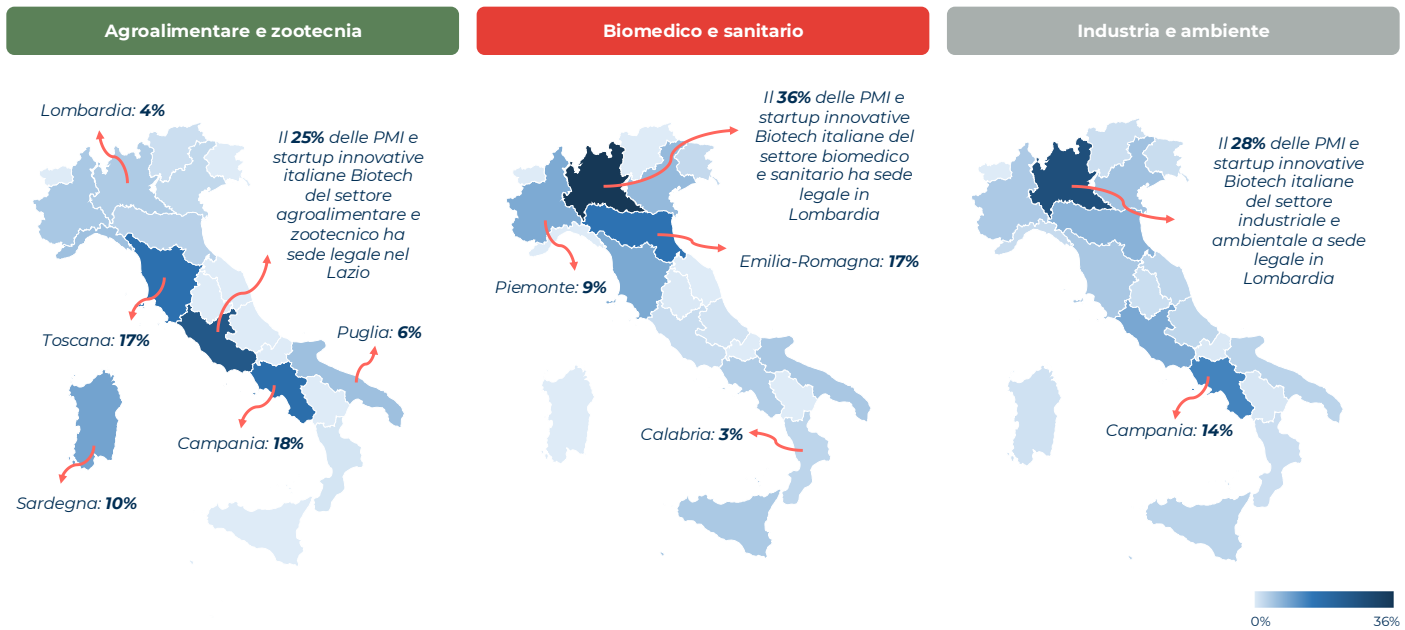 Agroalimentare e zootecnia
Lombardia: 4%
Il 25% delle PMI e
startup innovative
italiane Biotech
del settore
agroalimentare e
zootecnico ha
sede legale nel
Lazio
Toscana: 17%
Puglia: 6%
Campania: 18%
Sardegna: 10%
Biomedico e sanitario
Il 36% delle PMI e
startup innovative
Biotech italiane del
settore biomedico
e sanitario ha sede
legale in
Lombardia
Emilia-Romagna: 17%
Piemonte: 9%
Calabria: 3%
Industria e ambiente
Il 28% delle PMI e
startup innovative
Biotech italiane
del settore
industriale e
ambientale a sede
legale in
Lombardia
Campania: 14%
0%
36%